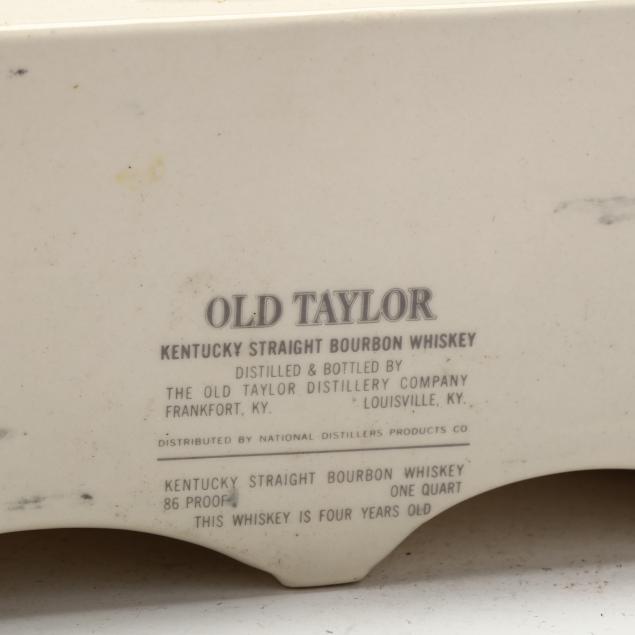 OLD TAYLOR
KENTUCKY STRAIGHT BOURBON WHISKEY
DISTILLED & BOTTLED BY
THE OLD TAYLOR DISTILLERY COMPANY
FRANKFORT, KY. LOUISVILLE, KY.
DISTRIBUTED BY NATIONAL DISTILLERS PRODUCTS CO
KENTUCKY STRAIGHT BOURBON WHISKEY
86 PROOF ONE QUART
THIS WHISKEY IS FOUR YEARS OLD